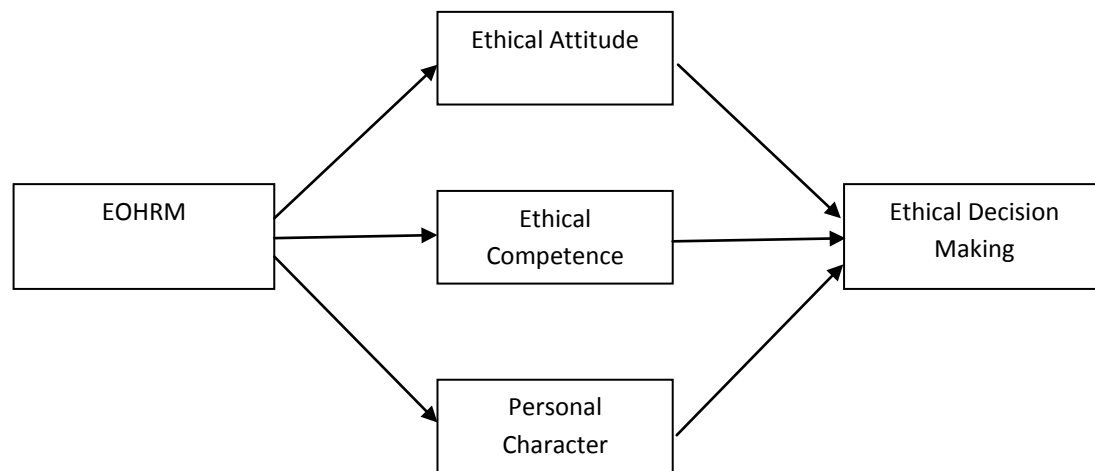 Ethical Attitude
EOHRM
Ethical
Competence
Ethical Decision
Making
Personal
Character